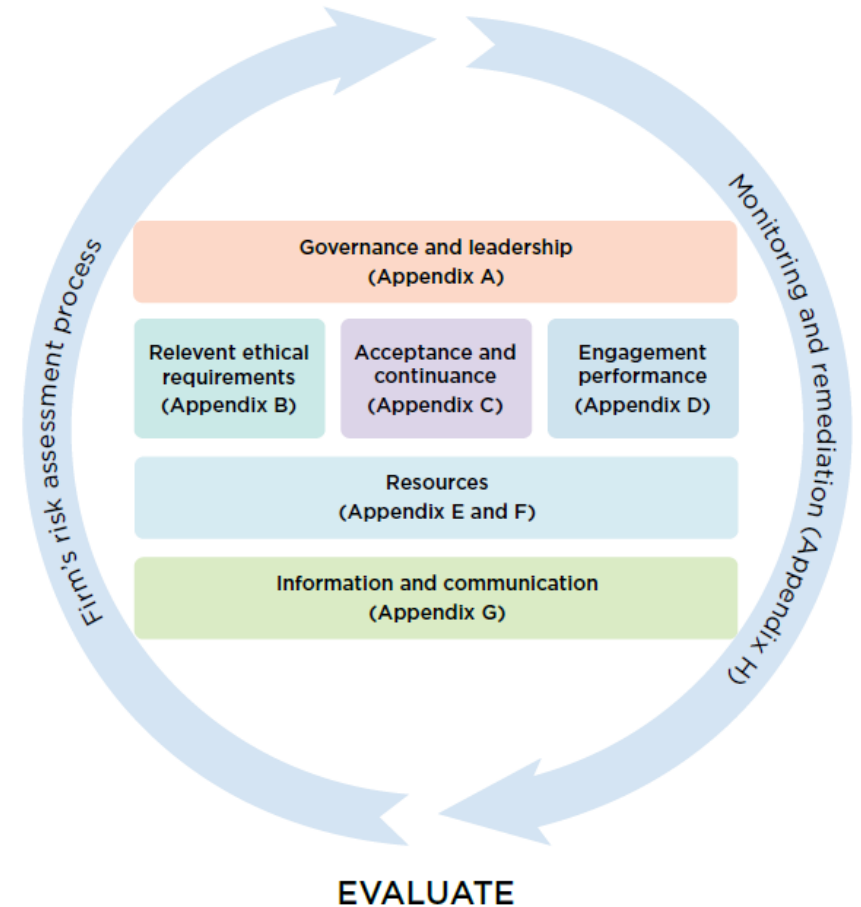 Firm's risk assessment process
Monitoring and remediation (Appendix H)
Governance and leadership
(Appendix A)
Relevent ethical
requirements
(Appendix B)
Acceptance and
continuance
(Appendix C)
Engagement
performance
(Appendix D)
Resources
(Appendix E and F)
Information and communication
(Appendix G)
EVALUATE